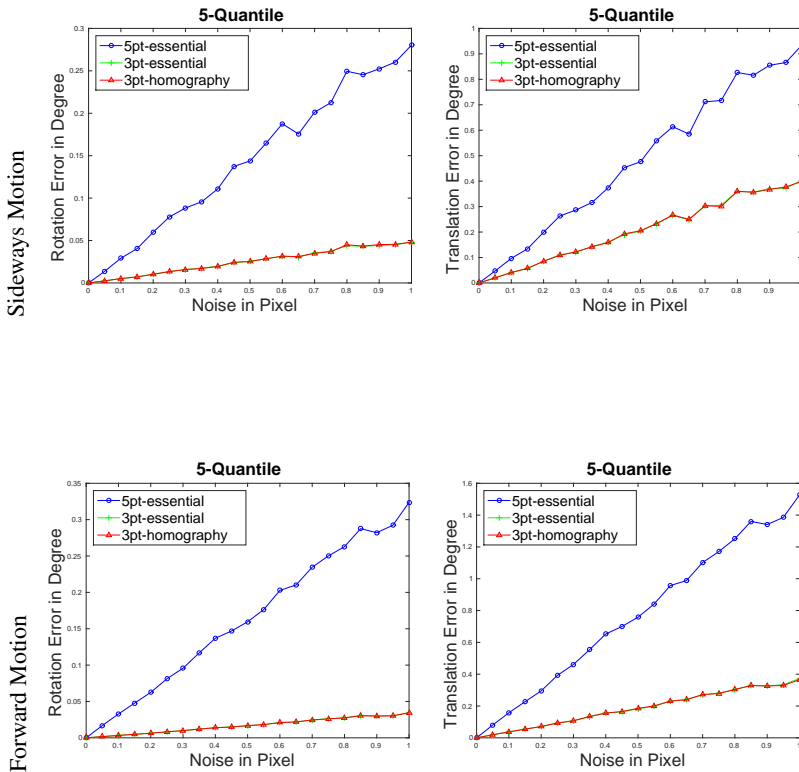 Sideways Motion
5-Quantile
0.3
0.25
0.2
0.15
0.1
0.05
0
Rotation Error in Degree
5pt-essential
3pt-essential
3pt-homography
0 0.1 0.2 0.3 0.4 0.5 0.6 0.7 0.8 0.9 1
Noise in Pixel
5-Quantile
1
0.9
0.8
0.7
0.6
0.5
0.4
0.3
0.2
0.1
0
Translation Error in Degree
5pt-essential
3pt-essential
3pt-homography
0 0.1 0.2 0.3 0.4 0.5 0.6 0.7 0.8 0.9
Noise in Pixel
Forward Motion
5-Quantile
0.35
0.3
0.25
0.2
0.15
0.1
0.05
0
Rotation Error in Degree
5pt-essential
3pt-essential
3pt-homography
0 0.1 0.2 0.3 0.4 0.5 0.6 0.7 0.8 0.9 1
Noise in Pixel
5-Quantile
1.6
1.4
1.2
1
0.8
0.6
0.4
0.2
0
Translation Error in Degree
5pt-essential
3pt-essential
3pt-homography
0 0.1 0.2 0.3 0.4 0.5 0.6 0.7 0.8 0.9
Noise in Pixel